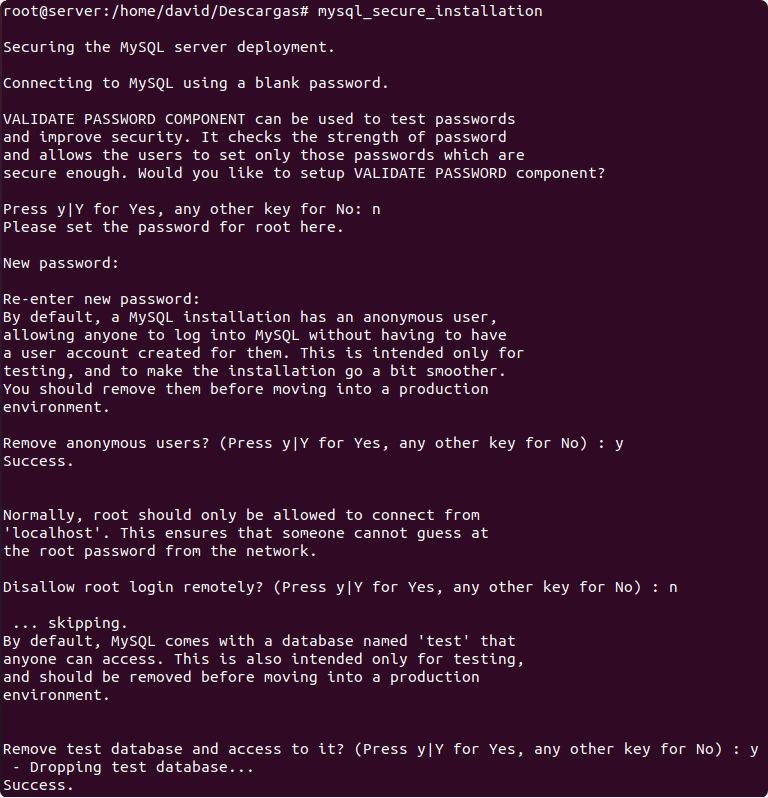 root@server:/home/david/Descargas# mysql_secure_installation
Securing the MySQL server deployment.
Connecting to MySQL using a blank password.
VALIDATE PASSWORD COMPONENT can be used to test passwords
and improve security. It checks the strength of password
and allows the users to set only those passwords which are
secure enough. Would you like to setup VALIDATE PASSWORD component?
Press y|Y for Yes, any other key for No: n
Please set the password for root here.
New password:
Re-enter new password:
By default, a MySQL installation has an anonymous user,
allowing anyone to log into MySQL without having to have
a user account created for them. This is intended only for
testing, and to make the installation go a bit smoother.
You should remove them before moving into a production
environment.
Remove anonymous users? (Press y|Y for Yes, any other key for No) : y
Success.
Normally, root should only be allowed to connect from
'localhost'. This ensures that someone cannot guess at
the root password from the network.
Disallow root login remotely? (Press y|Y for Yes, any other key for No) : n
 ... skipping.
By default, MySQL comes with a database named 'test' that
anyone can access. This is also intended only for testing,
and should be removed before moving into a production
environment.
Remove test database and access to it? (Press y|Y for Yes, any other key for No) : y
 - Dropping test database...
Success.